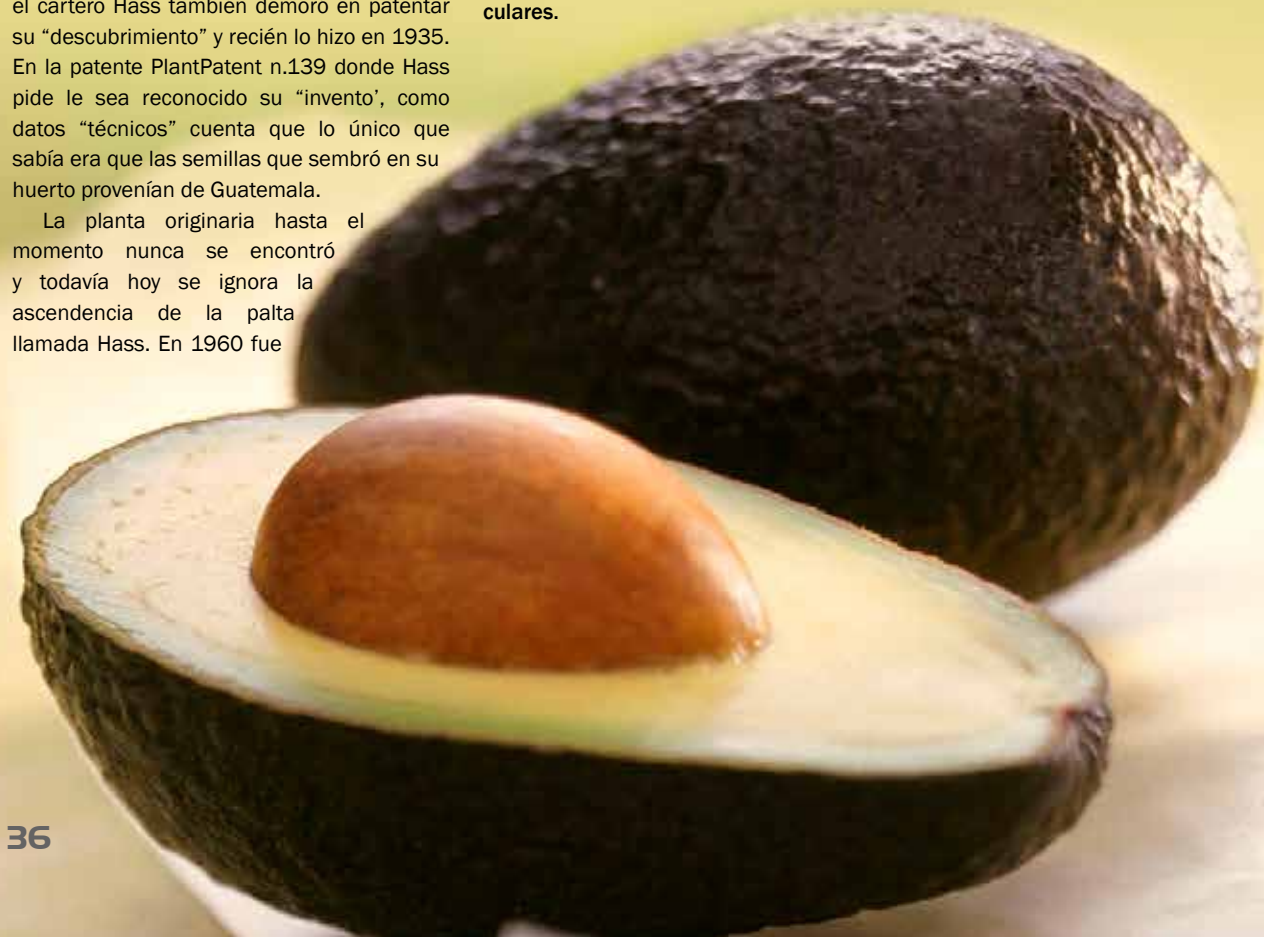 el cartero Hass también demoró en patentar
su “descubrimiento” y recién lo hizo en 1935.
En la patente PlantPatent n.139 donde Hass
pide le sea reconocido su “invento’, como
datos “técnicos” cuenta que lo único que
sabía era que las semillas que sembró en su
huerto provenían de Guatemala.
La planta originaria hasta el
momento nunca se encontró
y todavía hoy se ignora la
ascendencia de la palta
llamada Hass. En 1960 fue
culares.
36